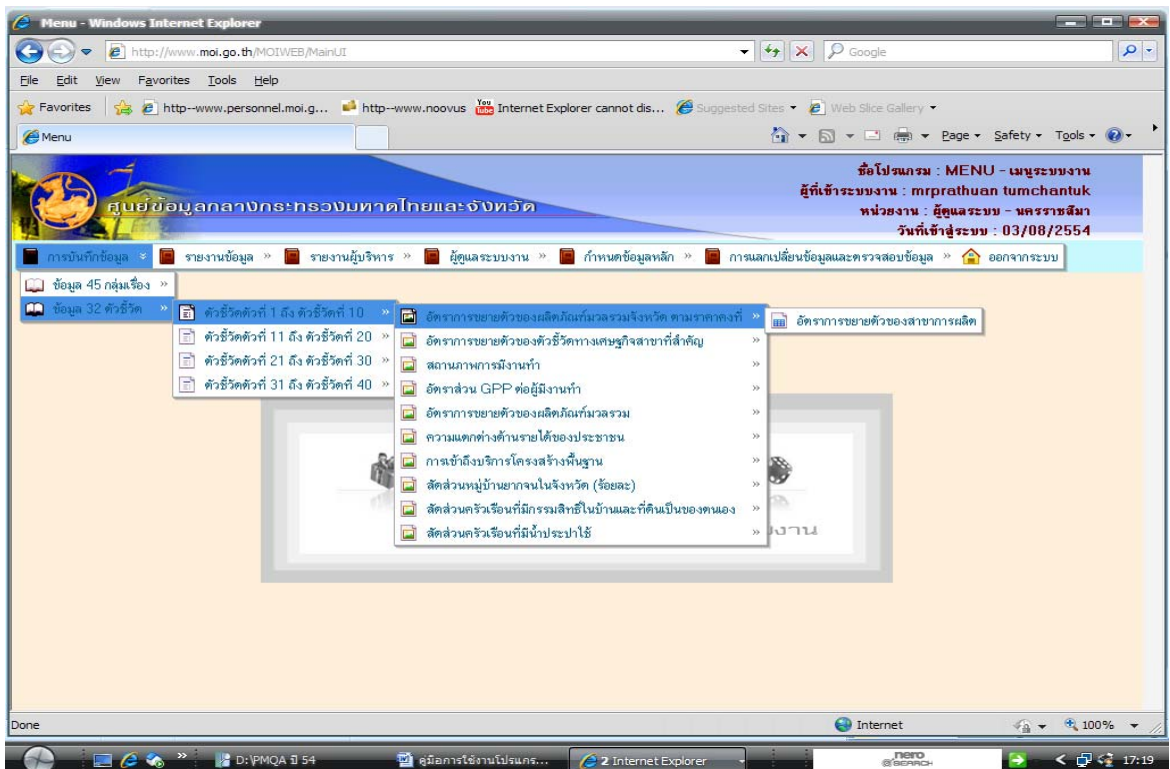 Menu - Windows Internet Explorer
http://www.moi.go.th/MOIWEB/MainUI
Google
File Edit View Favorites Tools Help
Favorites http--www.personnel.moi.g... http--www.noovus You Tube Internet Explorer cannot dis... Suggested Sites Web Slice Gallery
Menu
Page Safety Tools
ชื่อโปรแกรม : MENU - เมนูระบบงาน
ผู้ที่เข้าระบบงาน : mrprathuan tumchantuk
หน่วยงาน : ผู้ดูแลระบบ - นครราชสีมา
วันที่เข้าสู่ระบบ : 03/08/2554
ศูนย์ข้อมูลกลางกระทรวงมหาดไทยและจังหวัด
การบันทึกข้อมูล รายงานข้อมูล » รายงานผู้บริหาร » ผู้ดูแลระบบงาน » กำหนดข้อมูลหลัก » การแลกเปลี่ยนข้อมูลและตรวจสอบข้อมูล » ออกจากระบบ
ข้อมูล 45 กลุ่มเรื่อง »
ข้อมูล 32 ตัวชี้วัด »
ตัวชี้วัดตัวที่ 1 ถึง ตัวชี้วัดที่ 10 »
ตัวชี้วัดตัวที่ 11 ถึง ตัวชี้วัดที่ 20 »
ตัวชี้วัดตัวที่ 21 ถึง ตัวชี้วัดที่ 30 »
ตัวชี้วัดตัวที่ 31 ถึง ตัวชี้วัดที่ 40 »
อัตราการขยายตัวของผลิตภัณฑ์มวลรวมจังหวัด ตามราคาคงที่ »
อัตราการขยายตัวของตัวชี้วัดทางเศรษฐกิจสาขาที่สำคัญ »
สถานภาพการมีงานทำ »
อัตราส่วน GPP ต่อผู้มีงานทำ »
อัตราการขยายตัวของผลิตภัณฑ์มวลรวม »
ความแตกต่างด้านรายได้ของประชาชน »
การเข้าถึงบริการโครงสร้างพื้นฐาน »
สัดส่วนหมู่บ้านยากจนในจังหวัด (ร้อยละ) »
สัดส่วนครัวเรือนที่มีกรรมสิทธิ์ในบ้านและที่ดินเป็นของตนเอง »
สัดส่วนครัวเรือนที่มีน้ำประปาใช้ »
อัตราการขยายตัวของสาขาการผลิต
Done Internet 100%
D:\PMQA ปี 54 คู่มือการใช้งานโปรแกร... 2 Internet Explorer nero SEARCH 17:19